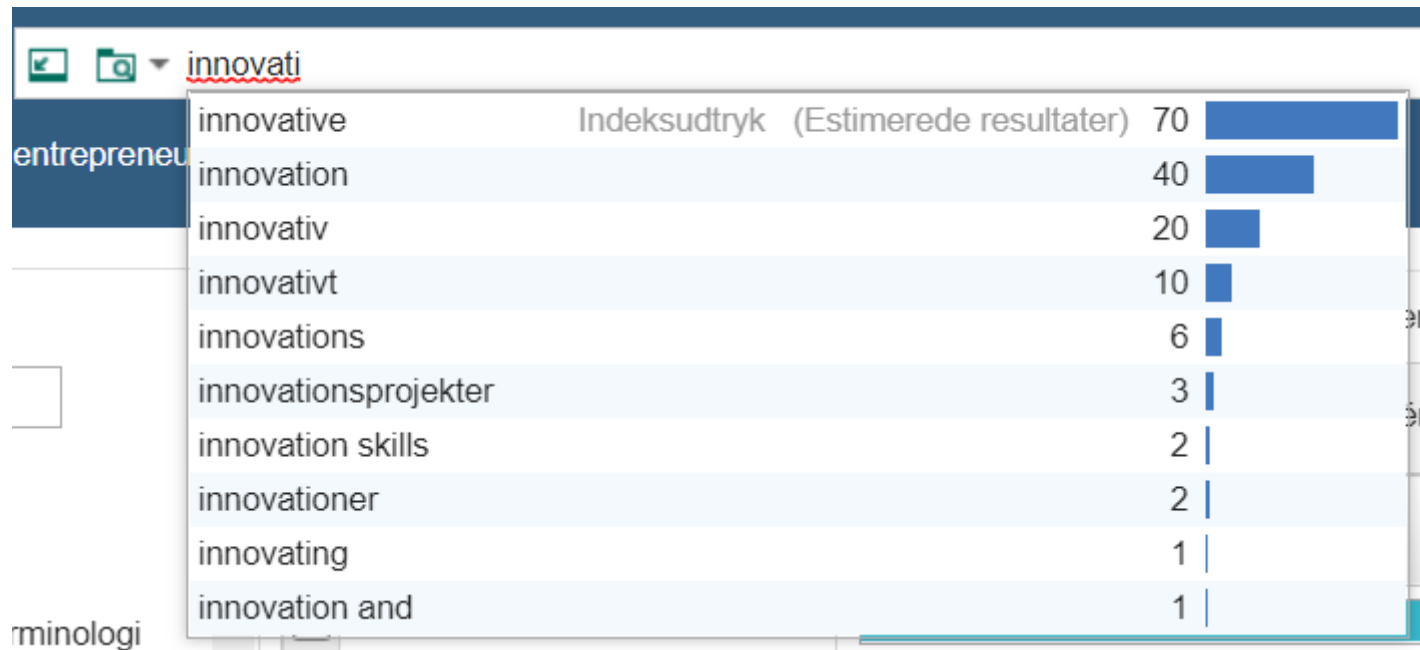 innovati
innovative Indeksudtryk (Estimerede resultater) 70
entrepreneu
innovation 40
innovativ 20
innovativt 10
innovations 6
innovationsprojekter 3
innovation skills 2
innovationer 2
innovating 1
innovation and 1
rminologi